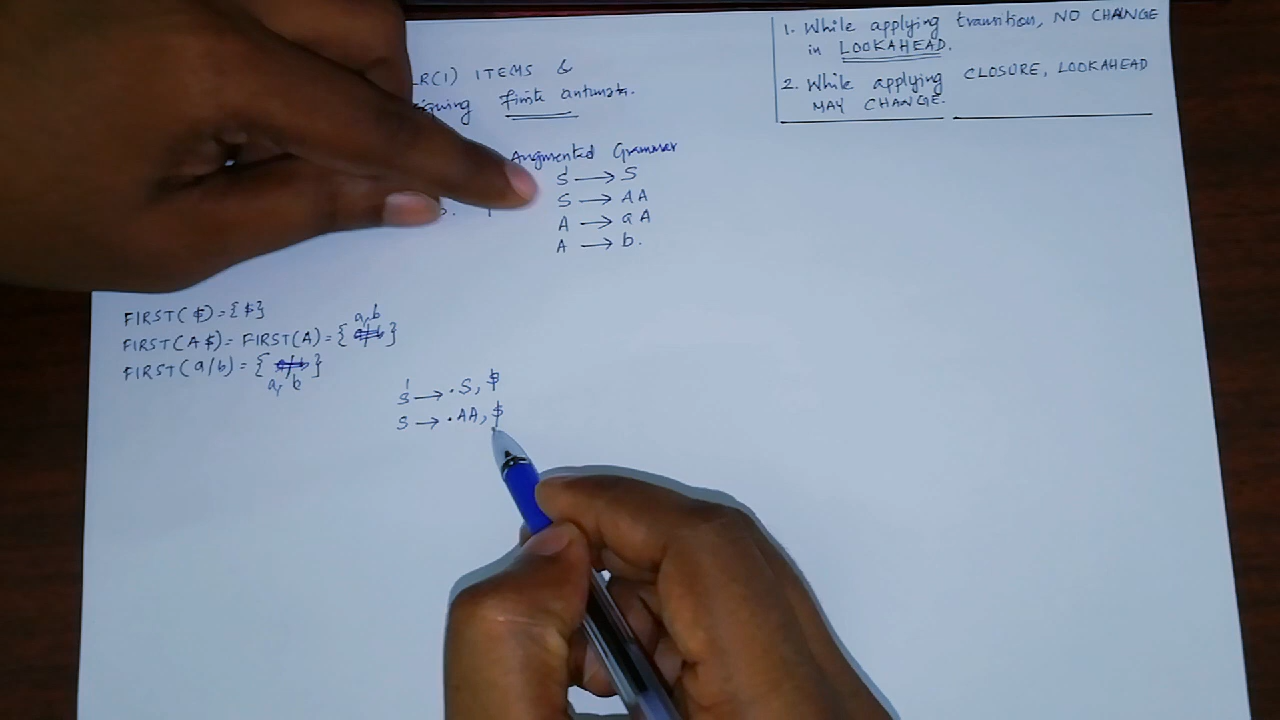 1. While applying transition, NO CHANGE
in LOOKAHEAD.
2. While applying CLOSURE, LOOKAHEAD
MAY CHANGE.
LR(1) ITEMS &
finite automata.
Augmented Grammar
S' → S
S → AA
A → aA
A → b.
FIRST($) = {$}
a,b
FIRST(A$) = FIRST(A) = { }
FIRST(a/b) = { }
a, b
S' → .S, $
S → .AA, $